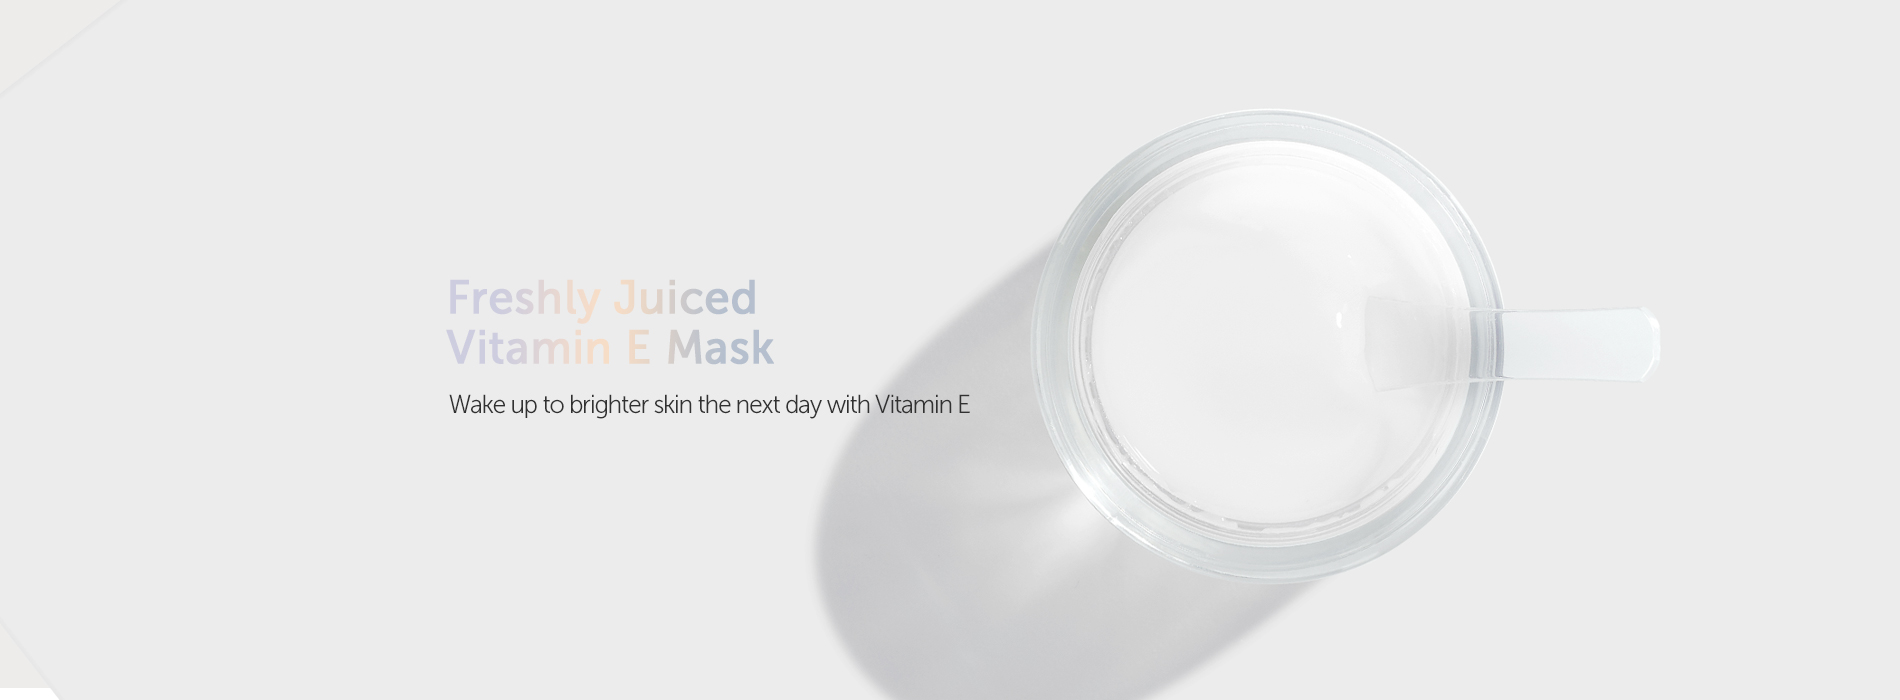 Freshly Juiced
Vitamin E Mask
Wake up to brighter skin the next day with Vitamin E